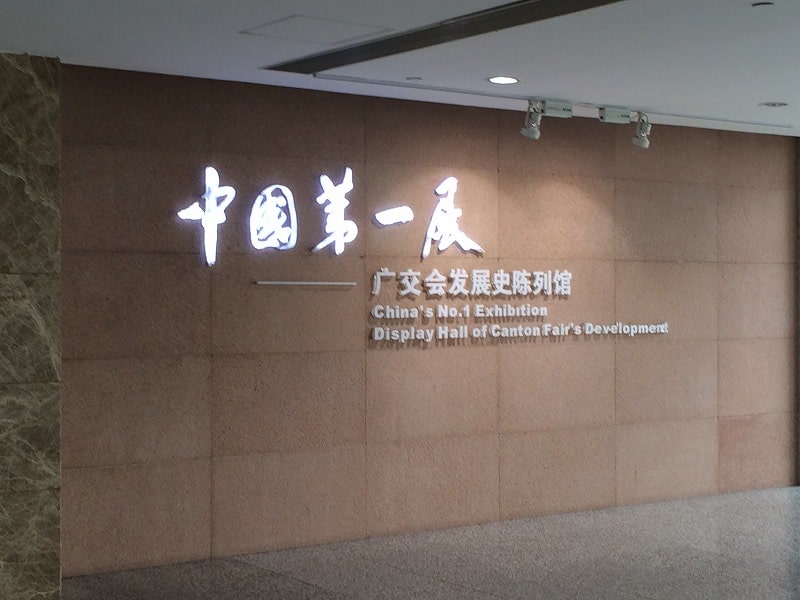 中国第一展
广交会发展史陈列馆
China's No.1 Exhibition
Display Hall of Canton Fair's Development